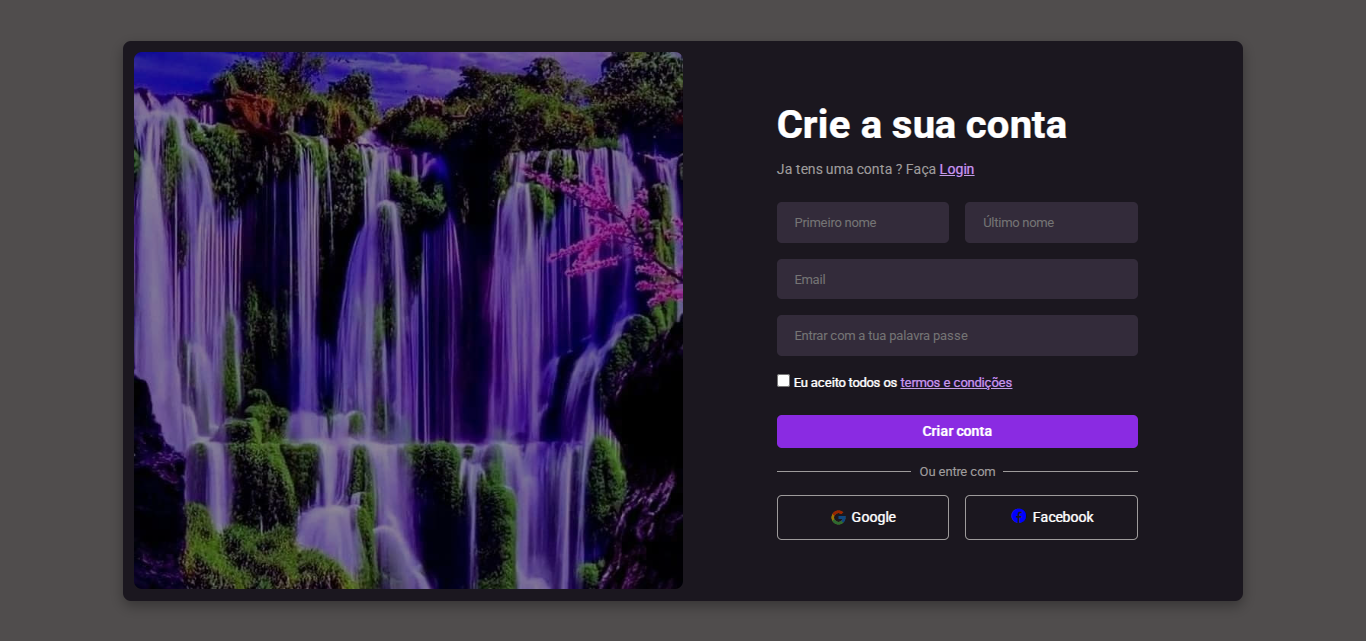 Crie a sua conta
Ja tens uma conta ? Faça Login
Primeiro nome
Último nome
Email
Entrar com a tua palavra passe
Eu aceito todos os termos e condições
Criar conta
Ou entre com
Google
Facebook